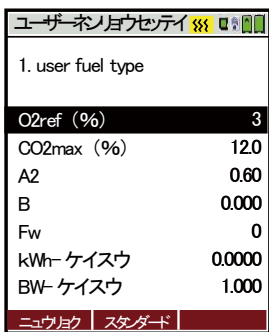 ユーザーネンリョウセッテイ
1. user fuel type
O2ref（%） 3
CO2max（%） 12.0
A2 0.60
B 0.000
Fw 0
kWh-ケイスウ 0.0000
BW-ケイスウ 1.000
ニュウリョク スタンダード